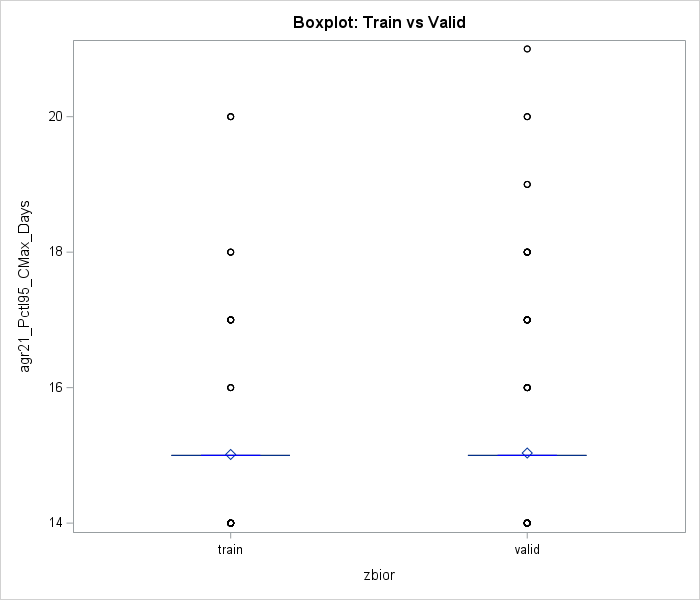 Boxplot: Train vs Valid
agr21_Pctl95_CMax_Days
20
18
16
14
train
valid
zbior